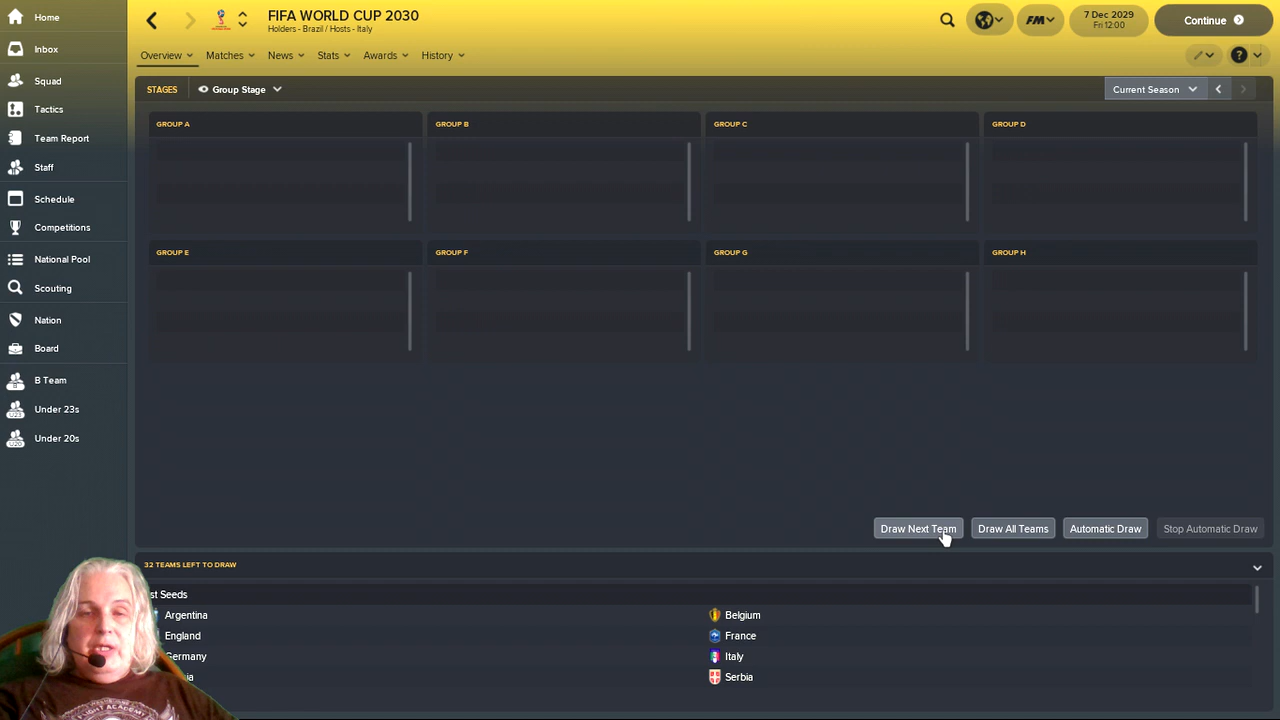 Home
Inbox
Squad
Tactics
Team Report
Staff
Schedule
Competitions
National Pool
Scouting
Nation
Board
B Team
Under 23s
Under 20s
FIFA WORLD CUP 2030
Holders - Brazil / Hosts - Italy
FM
7 Dec 2029
Fri 12:00
Continue
Overview
Matches
News
Stats
Awards
History
?
STAGES
Group Stage
Current Season
GROUP A
GROUP B
GROUP C
GROUP D
GROUP E
GROUP F
GROUP G
GROUP H
Draw Next Team
Draw All Teams
Automatic Draw
Stop Automatic Draw
32 TEAMS LEFT TO DRAW
st Seeds
Argentina
Belgium
England
France
Germany
Italy
Serbia